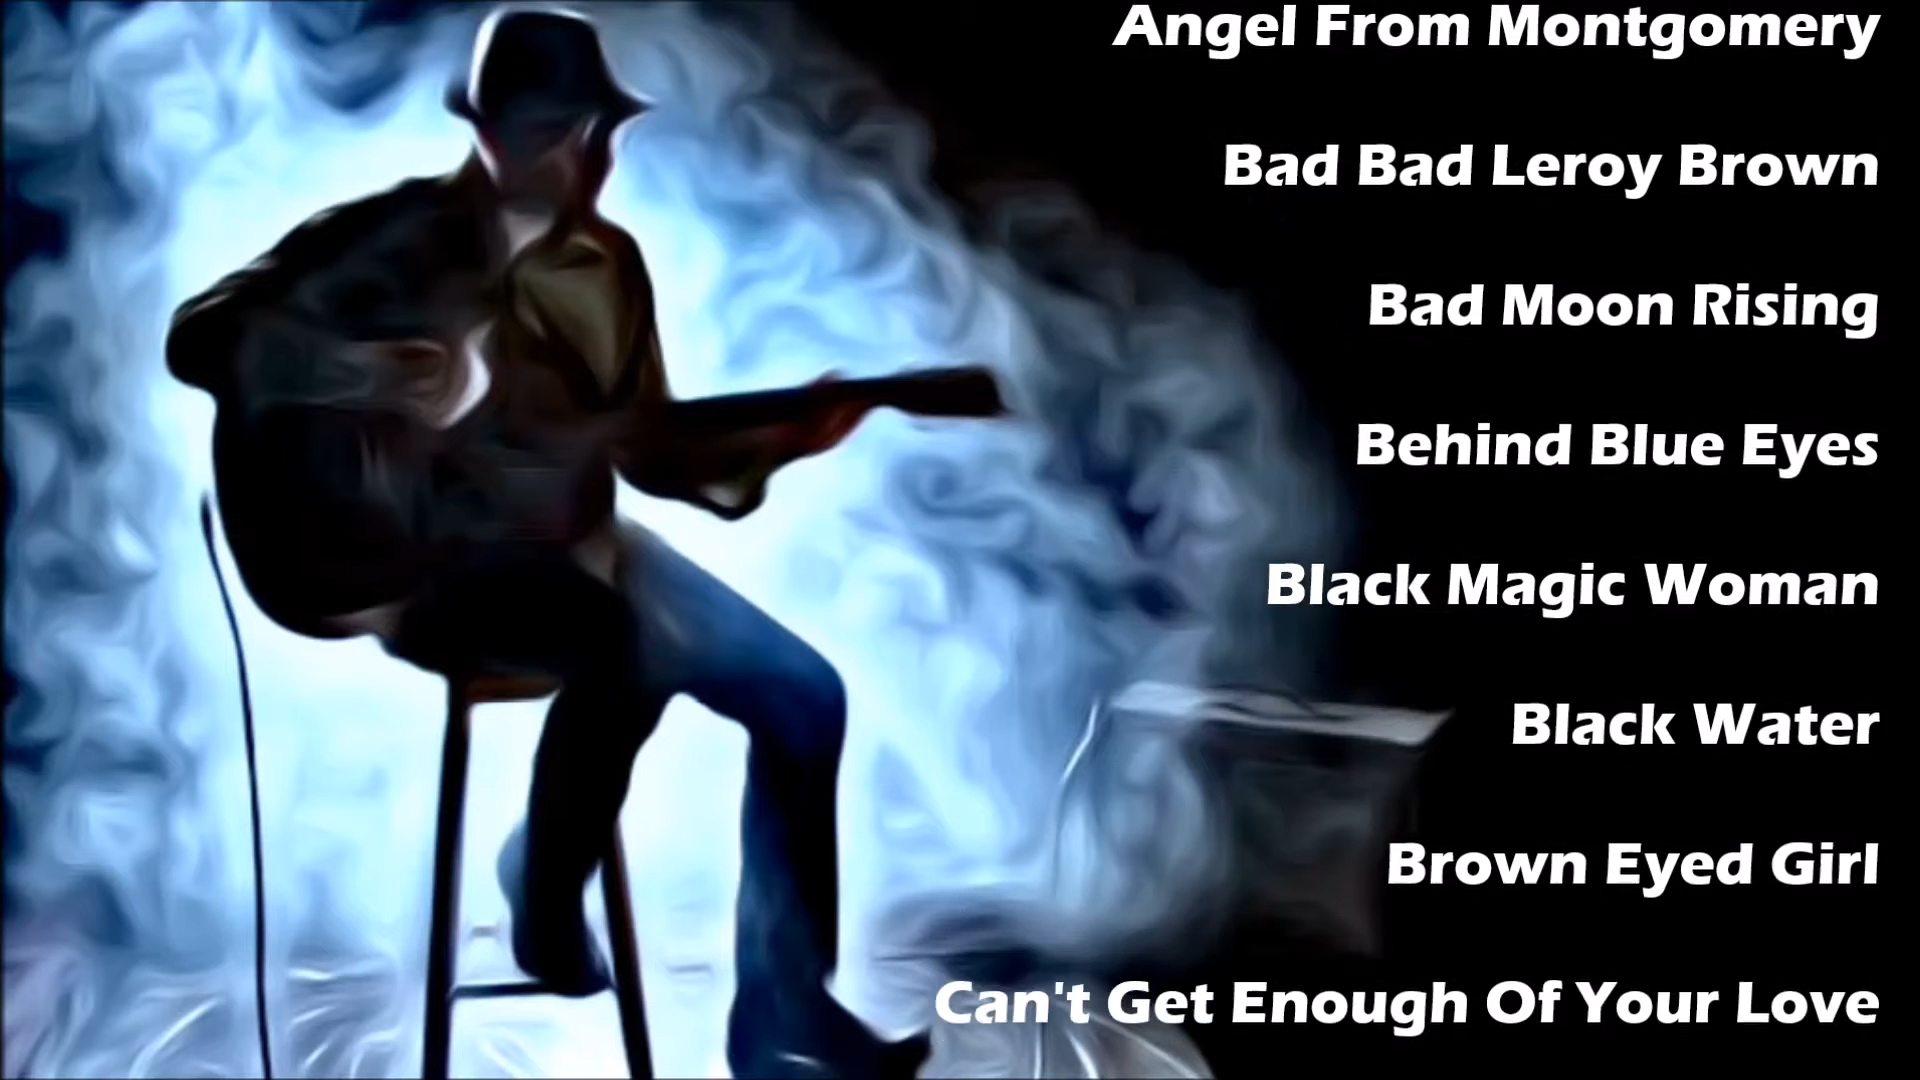 Angel From Montgomery
Bad Bad Leroy Brown
Bad Moon Rising
Behind Blue Eyes
Black Magic Woman
Black Water
Brown Eyed Girl
Can't Get Enough Of Your Love